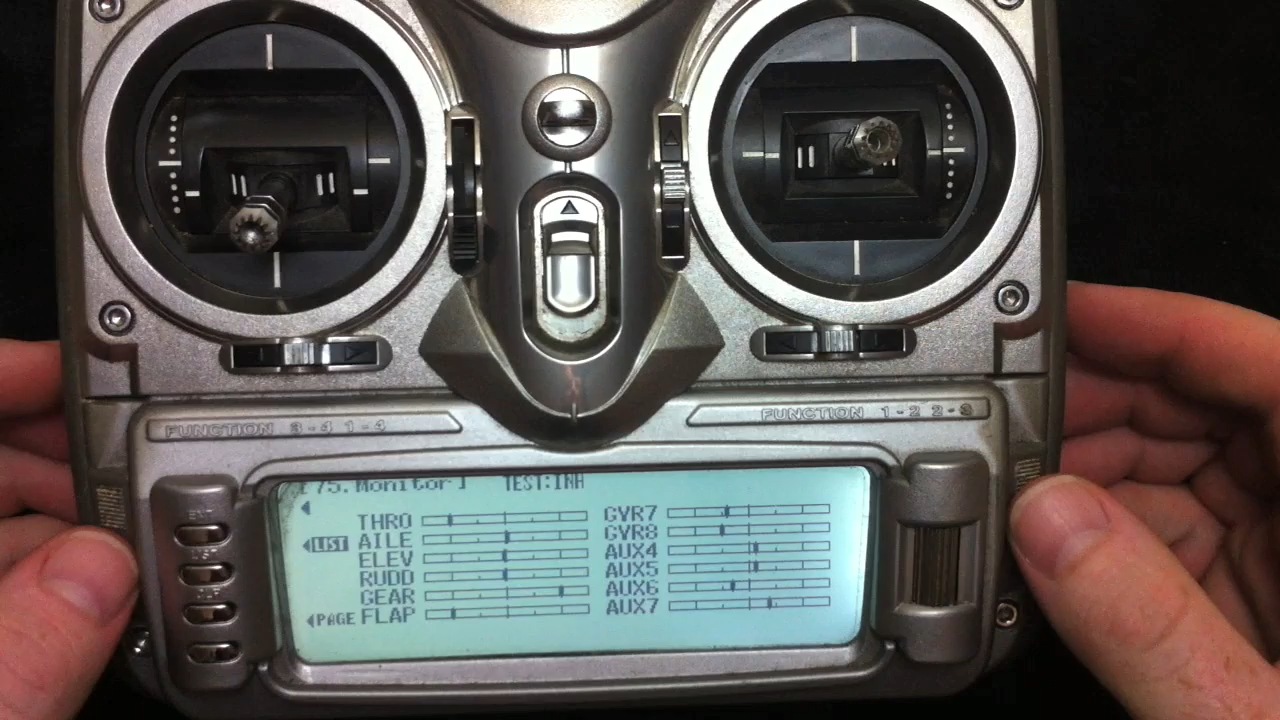 FUNCTION 3-4 1-4
FUNCTION 1-2 2-3
[75.Monitor] TEST:INH
THRO
LIST AILE
ELEV
RUDD
GEAR
PAGE FLAP
GYR7
GYR8
AUX4
AUX5
AUX6
AUX7
EXT